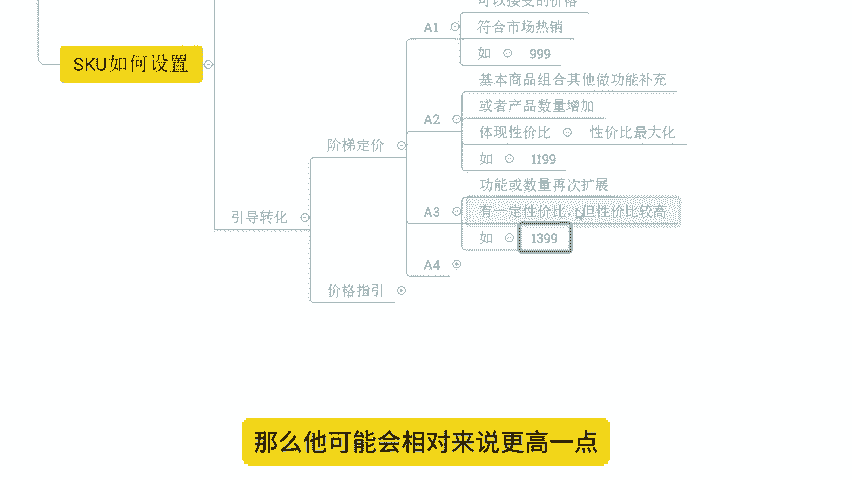 可以接受的价格
A1
符合市场热销
如 999
SKU如何设置
基本商品组合其他做功能补充
或者产品数量增加
A2
体现性价比 性价比最大化
阶梯定价
如 1199
功能或数量再次扩展
引导转化
A3
有一定性价比,但性价比较高
如 1399
A4
价格指引
那么他可能会相对来说更高一点